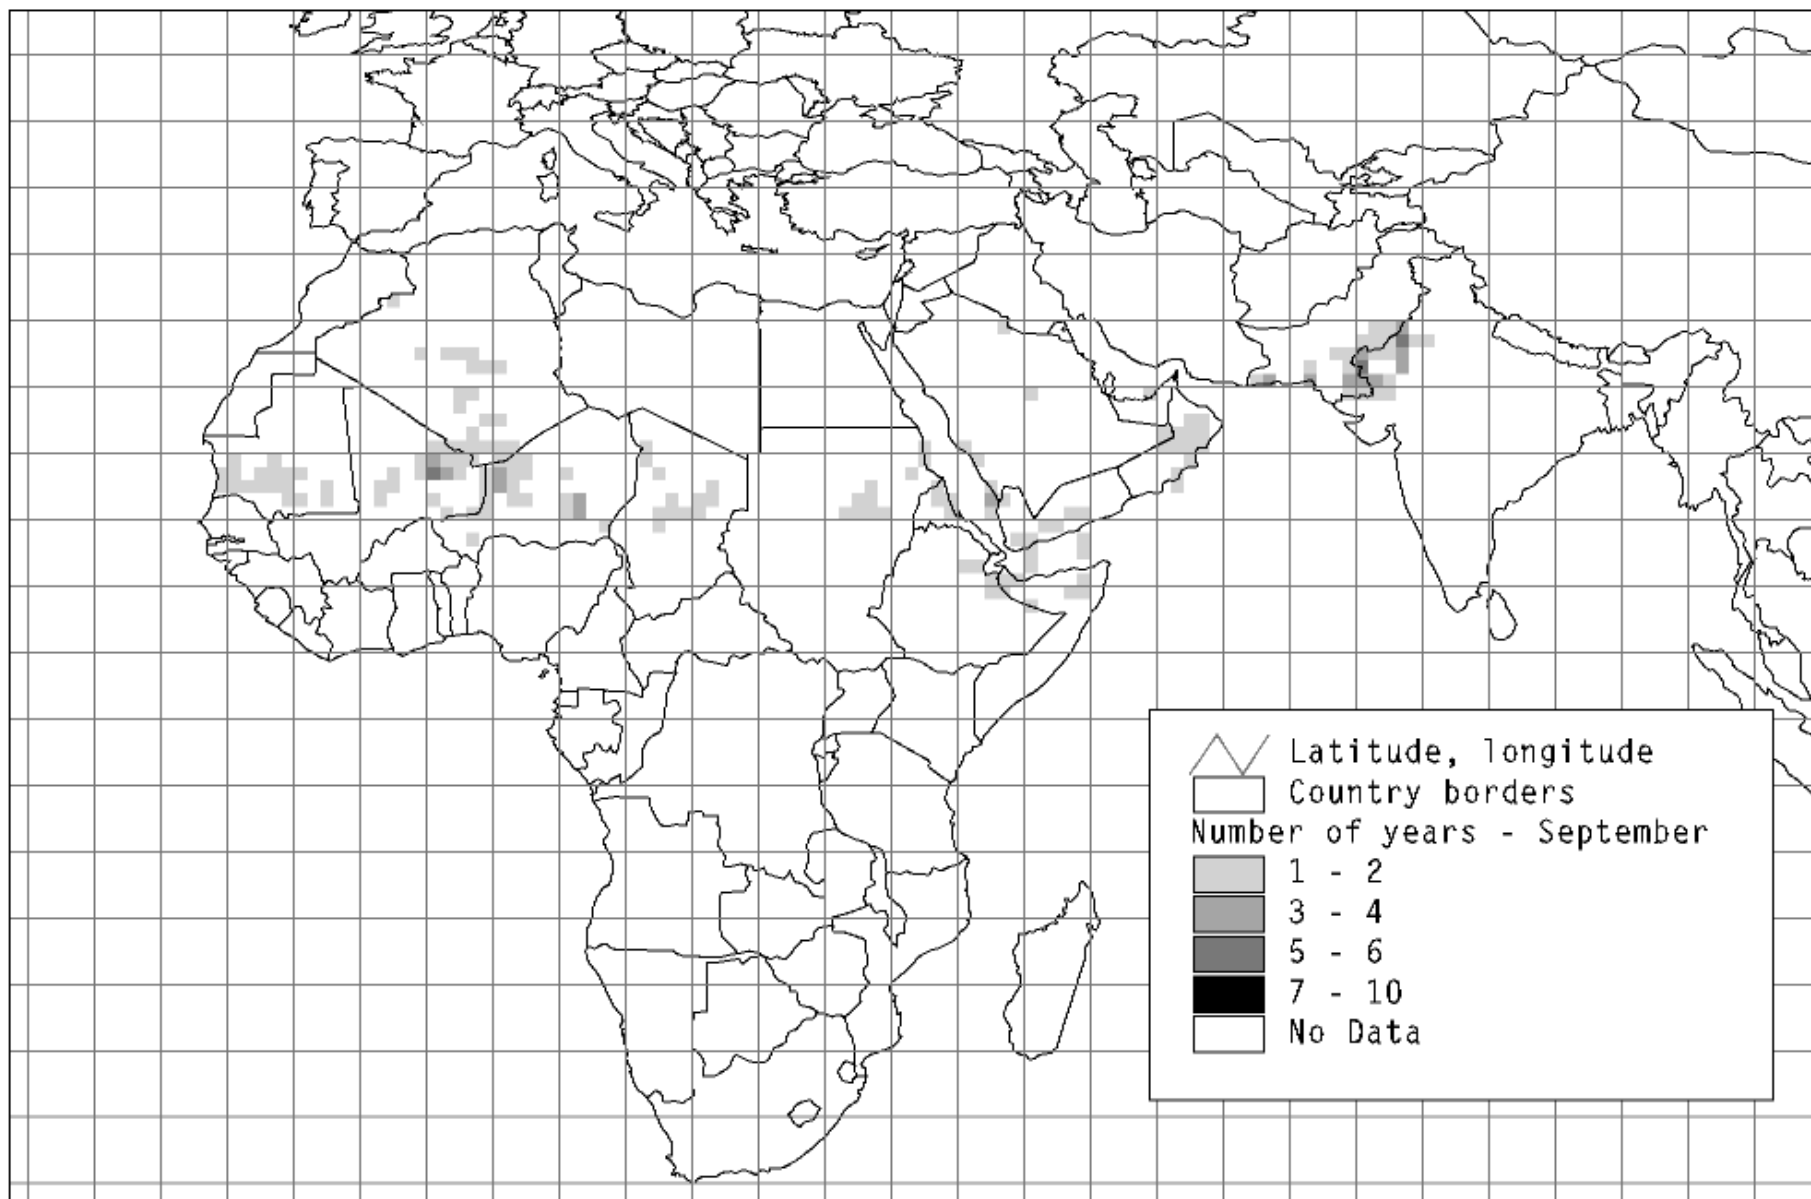 Latitude, longitude
Country borders
Number of years - September
1 - 2
3 - 4
5 - 6
7 - 10
No Data